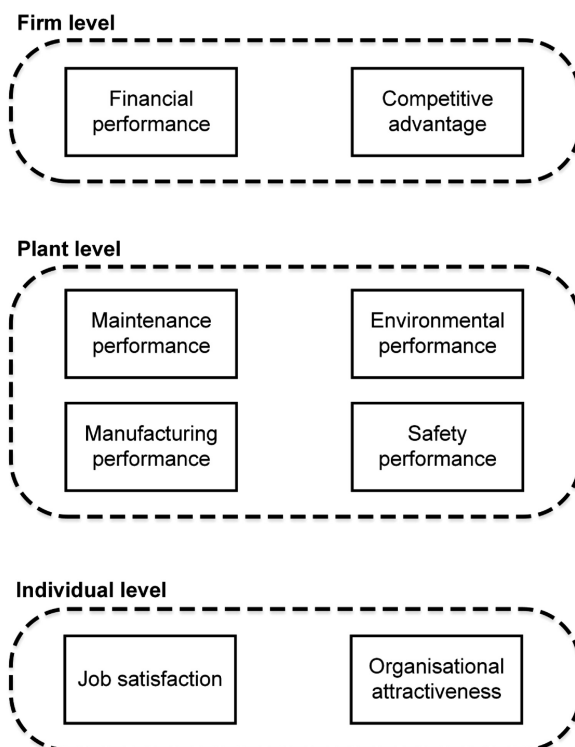 Firm level
Financial
performance
Competitive
advantage
Plant level
Maintenance
performance
Environmental
performance
Manufacturing
performance
Safety
performance
Individual level
Job satisfaction
Organisational
attractiveness